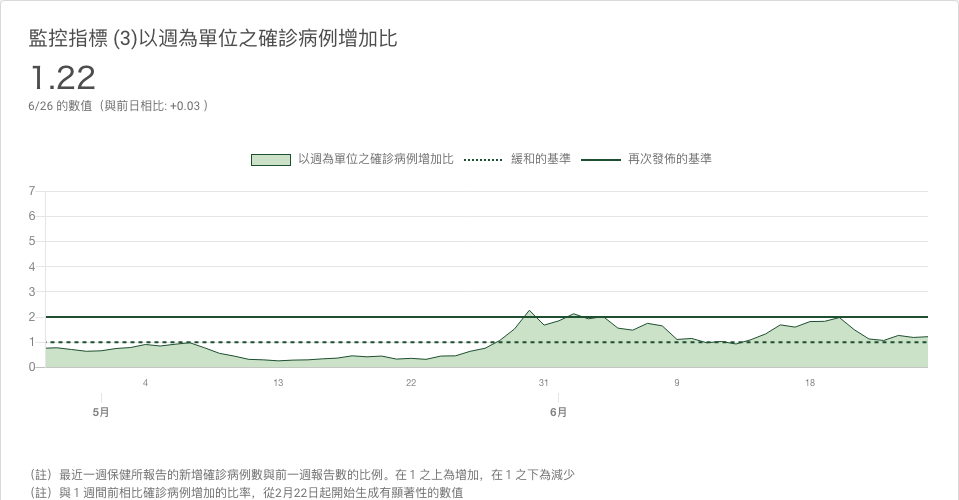 監控指標 (3)以週為單位之確診病例增加比
1.22
6/26 的數值（與前日相比: +0.03 ）
以週為單位之確診病例增加比 緩和的基準 再次發佈的基準
7
6
5
4
3
2
1
0
4 13 22 31 9 18
5月 6月
（註）最近一週保健所報告的新增確診病例數與前一週報告數的比例。在１之上為增加，在１之下為減少
（註）與１週間前相比確診病例增加的比率，從2月22日起開始生成有顯著性的數值